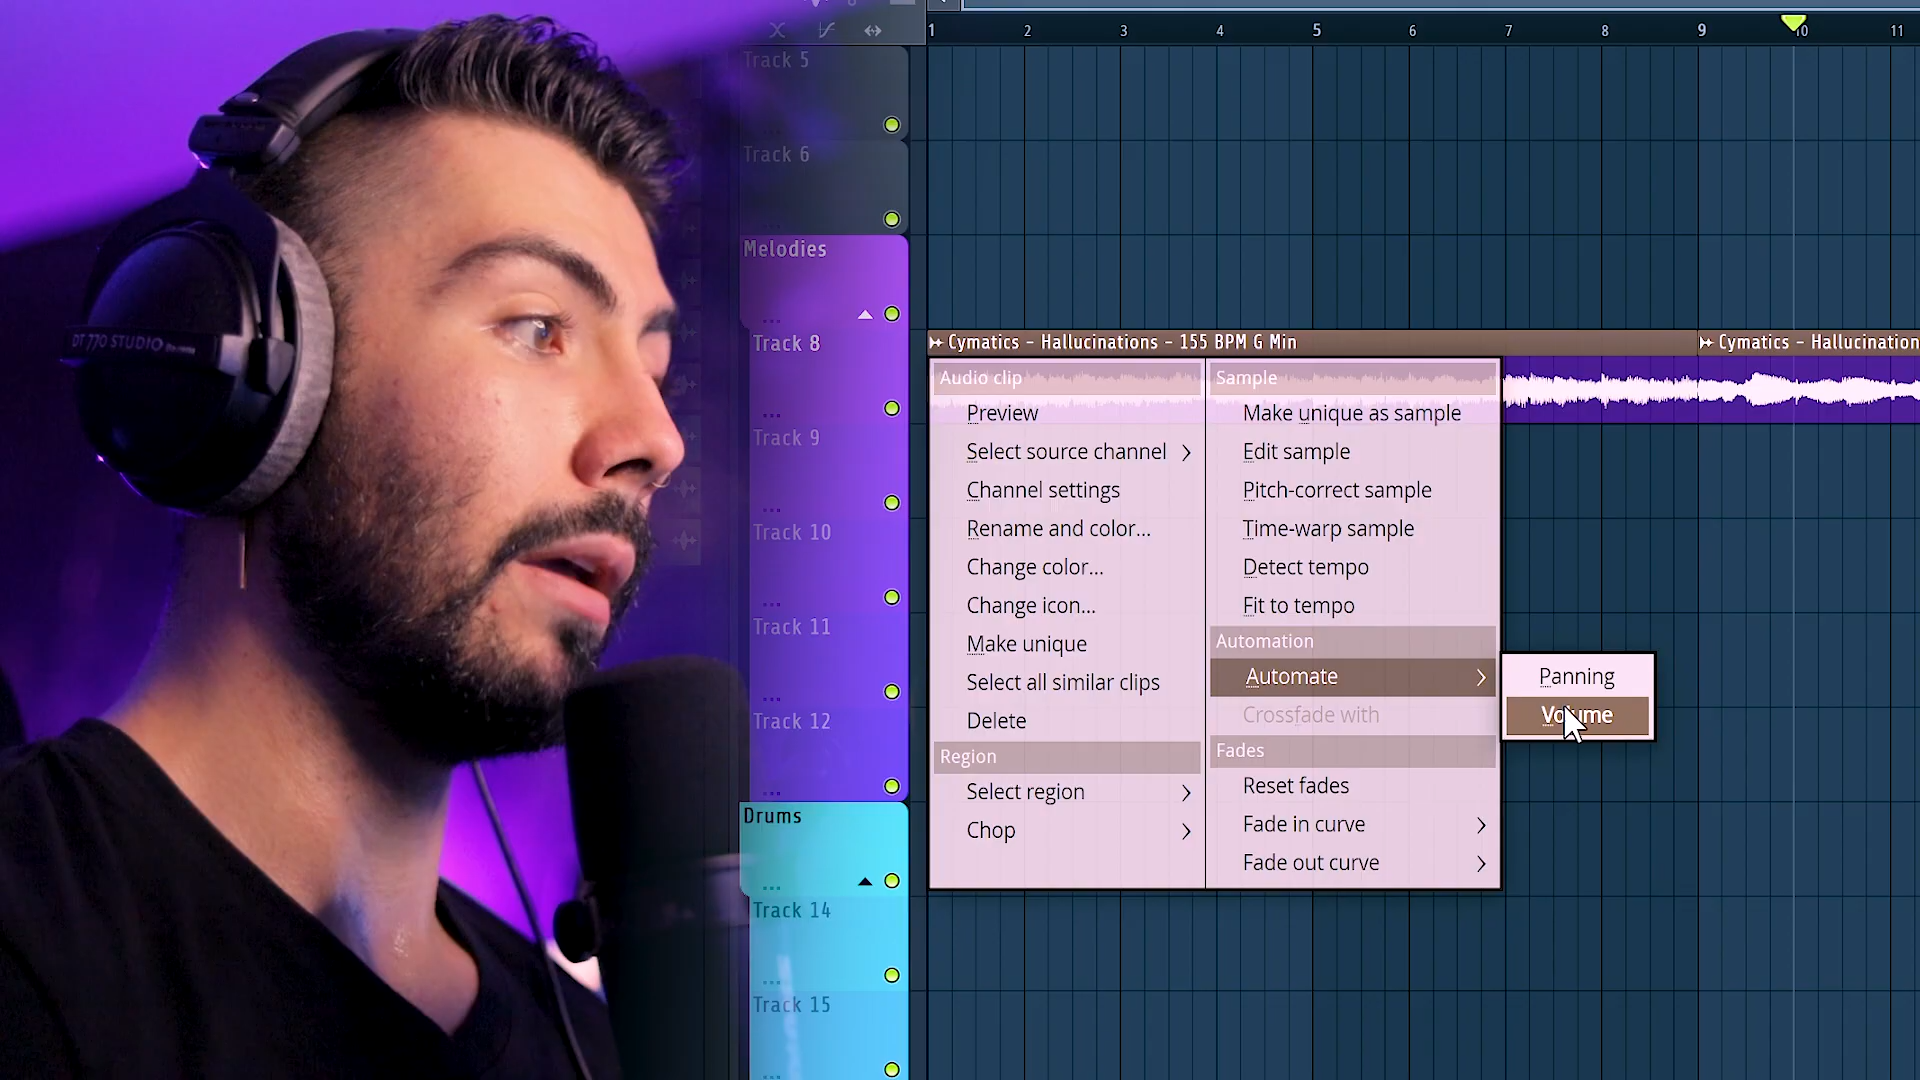 1 2 3 4 5 6 7 8 9 10 11
Track 5
Track 6
Melodies
Track 8
Track 9
Track 10
Track 11
Track 12
Drums
Track 14
Track 15
Cymatics - Hallucinations - 155 BPM G Min
Cymatics - Hallucination
Audio clip
Preview
Select source channel
Channel settings
Rename and color...
Change color...
Change icon...
Make unique
Select all similar clips
Delete
Region
Select region
Chop
Sample
Make unique as sample
Edit sample
Pitch-correct sample
Time-warp sample
Detect tempo
Fit to tempo
Automation
Automate
Crossfade with
Fades
Reset fades
Fade in curve
Fade out curve
Panning
Volume
DT 770 STUDIO